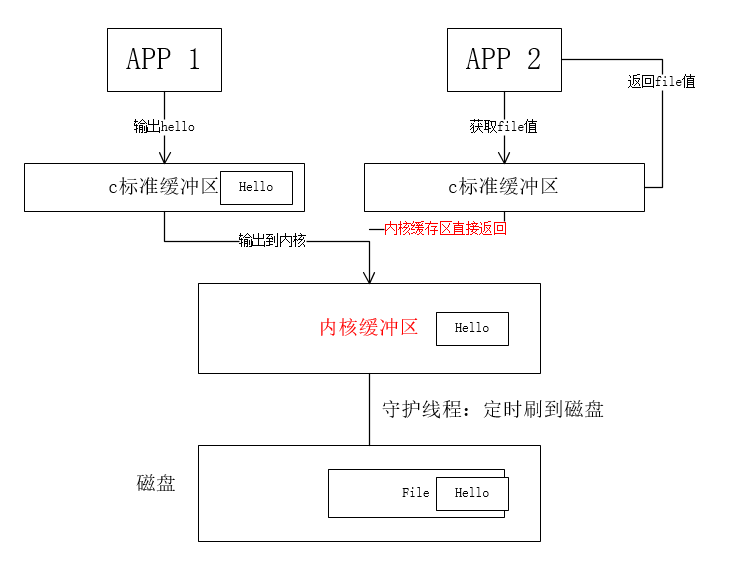 APP 1
APP 2
返回file值
输出hello
获取file值
c标准缓冲区
Hello
c标准缓冲区
内核缓存区直接返回
输出到内核
内核缓冲区
Hello
守护线程：定时刷到磁盘
磁盘
File
Hello